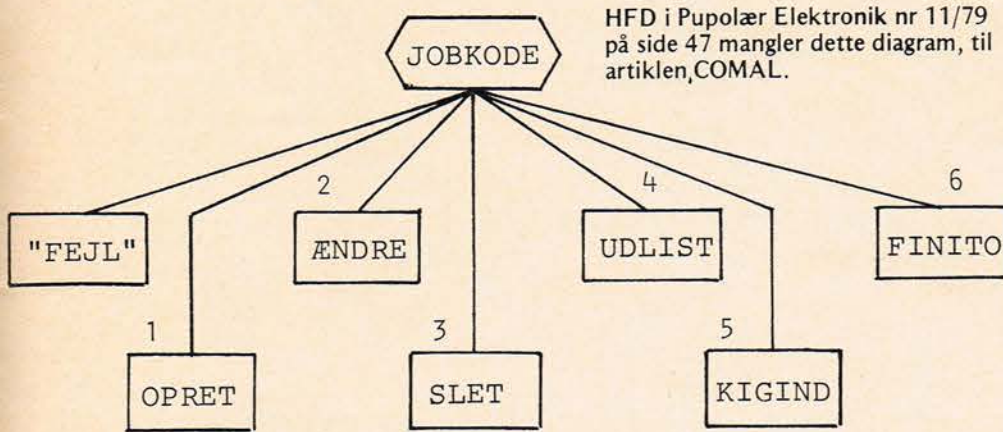 HFD i Pupolær Elektronik nr 11/79
på side 47 mangler dette diagram, til
artiklen,COMAL.
JOBKODE
2
4
6
"FEJL"
ÆNDRE
UDLIST
FINITO
1
3
5
OPRET
SLET
KIGIND